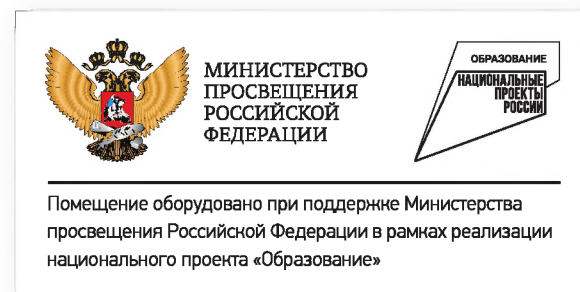 МИНИСТЕРСТВО
ПРОСВЕЩЕНИЯ
РОССИЙСКОЙ
ФЕДЕРАЦИИ
ОБРАЗОВАНИЕ
НАЦИОНАЛЬНЫЕ
ПРОЕКТЫ
РОССИИ
Помещение оборудовано при поддержке Министерства
просвещения Российской Федерации в рамках реализации
национального проекта «Образование»